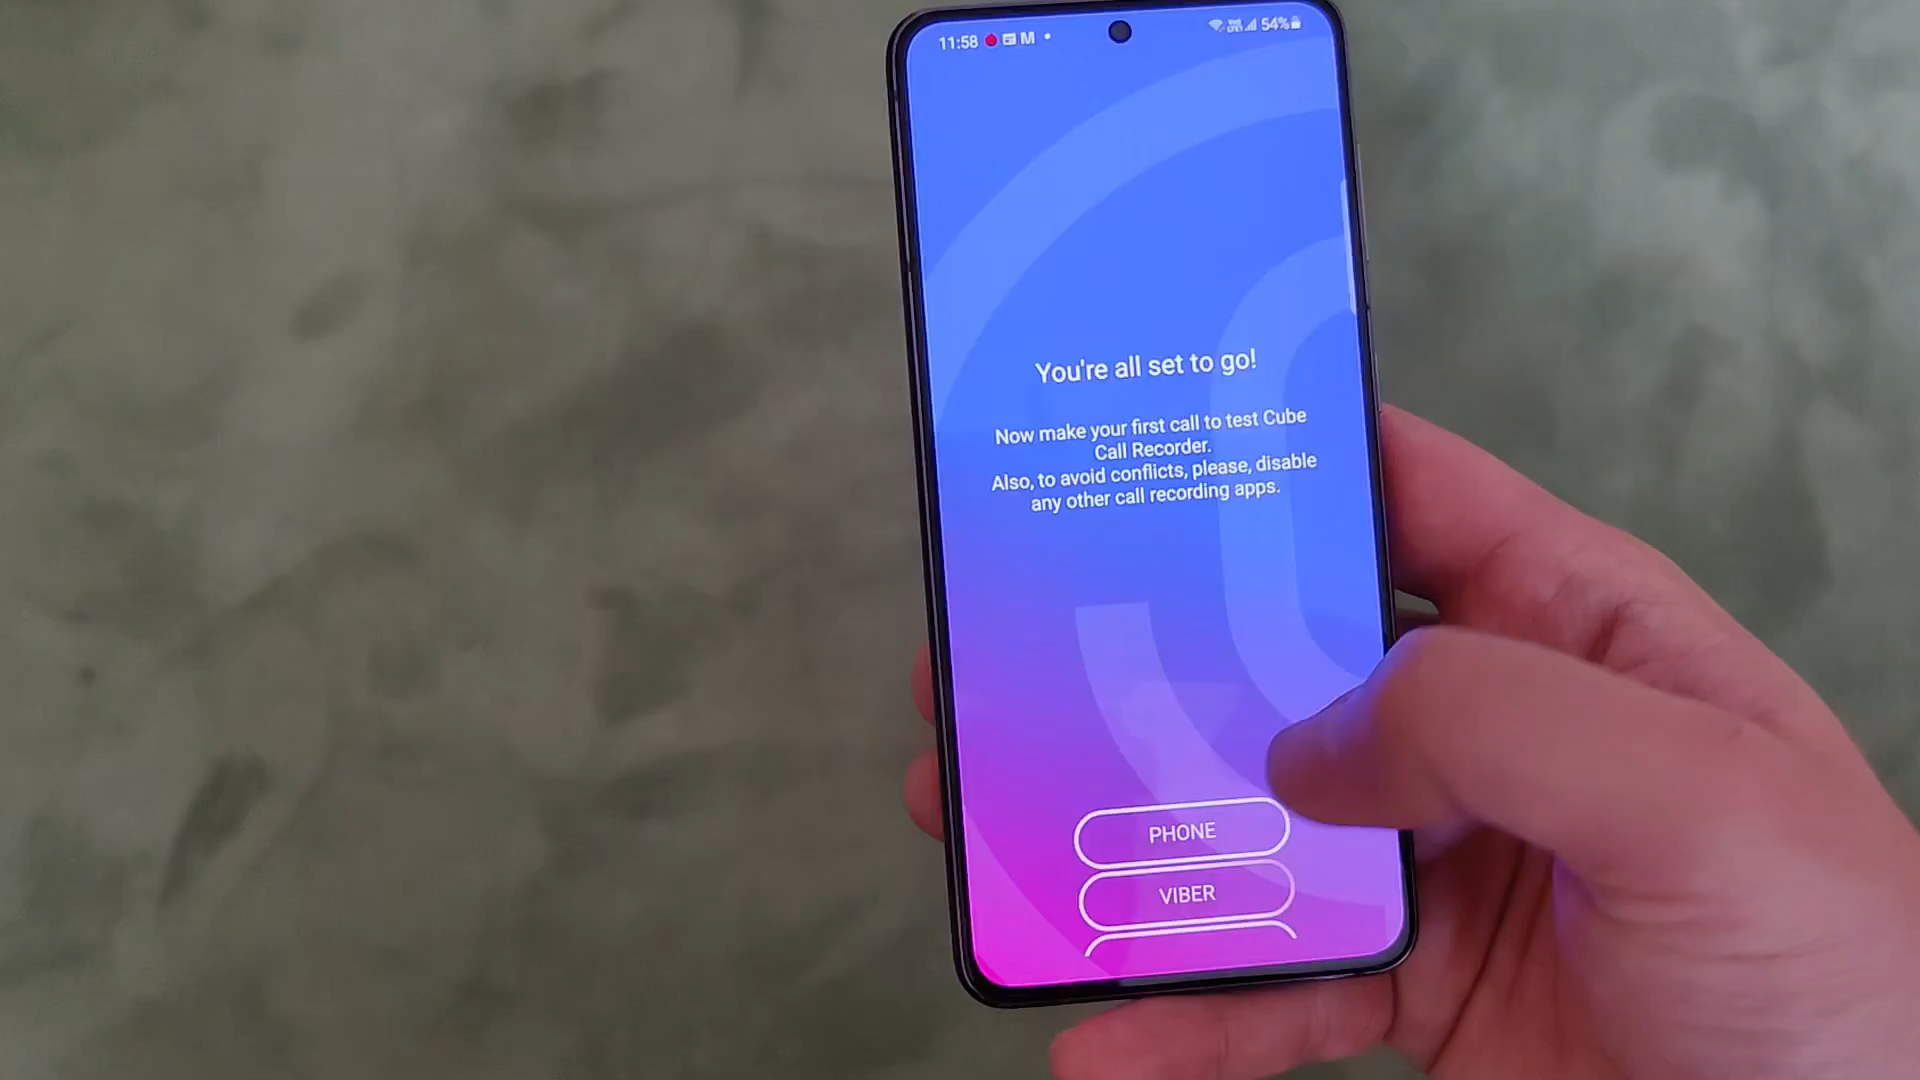 11:58 M 54%
You're all set to go!
Now make your first call to test Cube
Call Recorder.
Also, to avoid conflicts, please, disable
any other call recording apps.
PHONE
VIBER